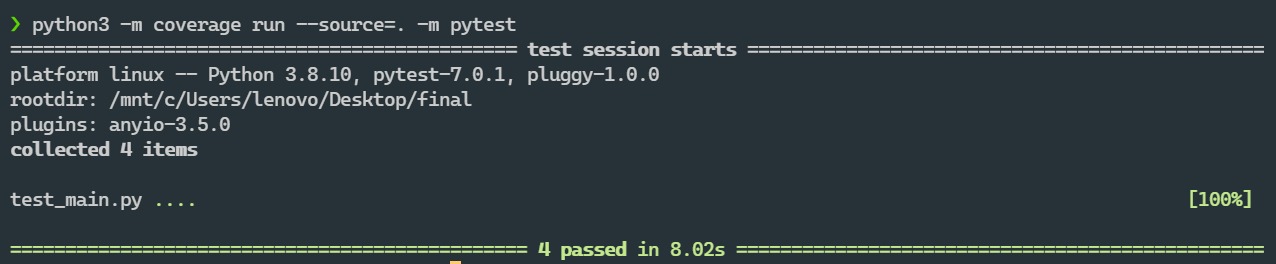 ❯ python3 -m coverage run --source=. -m pytest
============================================== test session starts ===============================================
platform linux -- Python 3.8.10, pytest-7.0.1, pluggy-1.0.0
rootdir: /mnt/c/Users/lenovo/Desktop/final
plugins: anyio-3.5.0
collected 4 items
test_main.py .... [100%]
=============================================== 4 passed in 8.02s ================================================